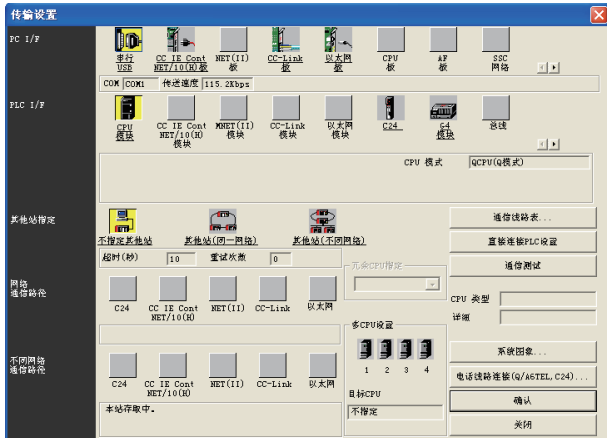 传输设置
PC I/F
串行 USB
CC IE Cont NET/10(H)板
NET(II) 板
CC-Link 板
以太网 板
CPU 板
AF 板
SSC 网络
COM COM1 传送速度 115.2Kbps
PLC I/F
CPU 模块
CC IE Cont NET/10(H) 模块
MNET(II) 模块
CC-Link 模块
以太网 模块
C24
G4 模块
总线
CPU 模式 QCPU(Q模式)
其他站指定
不指定其他站
其他站(同一网络)
其他站(不同网络)
通信线路表...
直接连接PLC设置
通信测试
超时(秒) 10 重试次数 0
冗余CPU指定
网络 通信路径
C24
CC IE Cont NET/10(H)
NET(II)
CC-Link
以太网
CPU 类型
详细
多CPU设置
1 2 3 4
目标CPU
不指定
不同网络 通信路径
C24
CC IE Cont NET/10(H)
NET(II)
CC-Link
以太网
本站存取中.
系统图象...
电话线路连接(Q/A6TEL,C24)...
确认
关闭